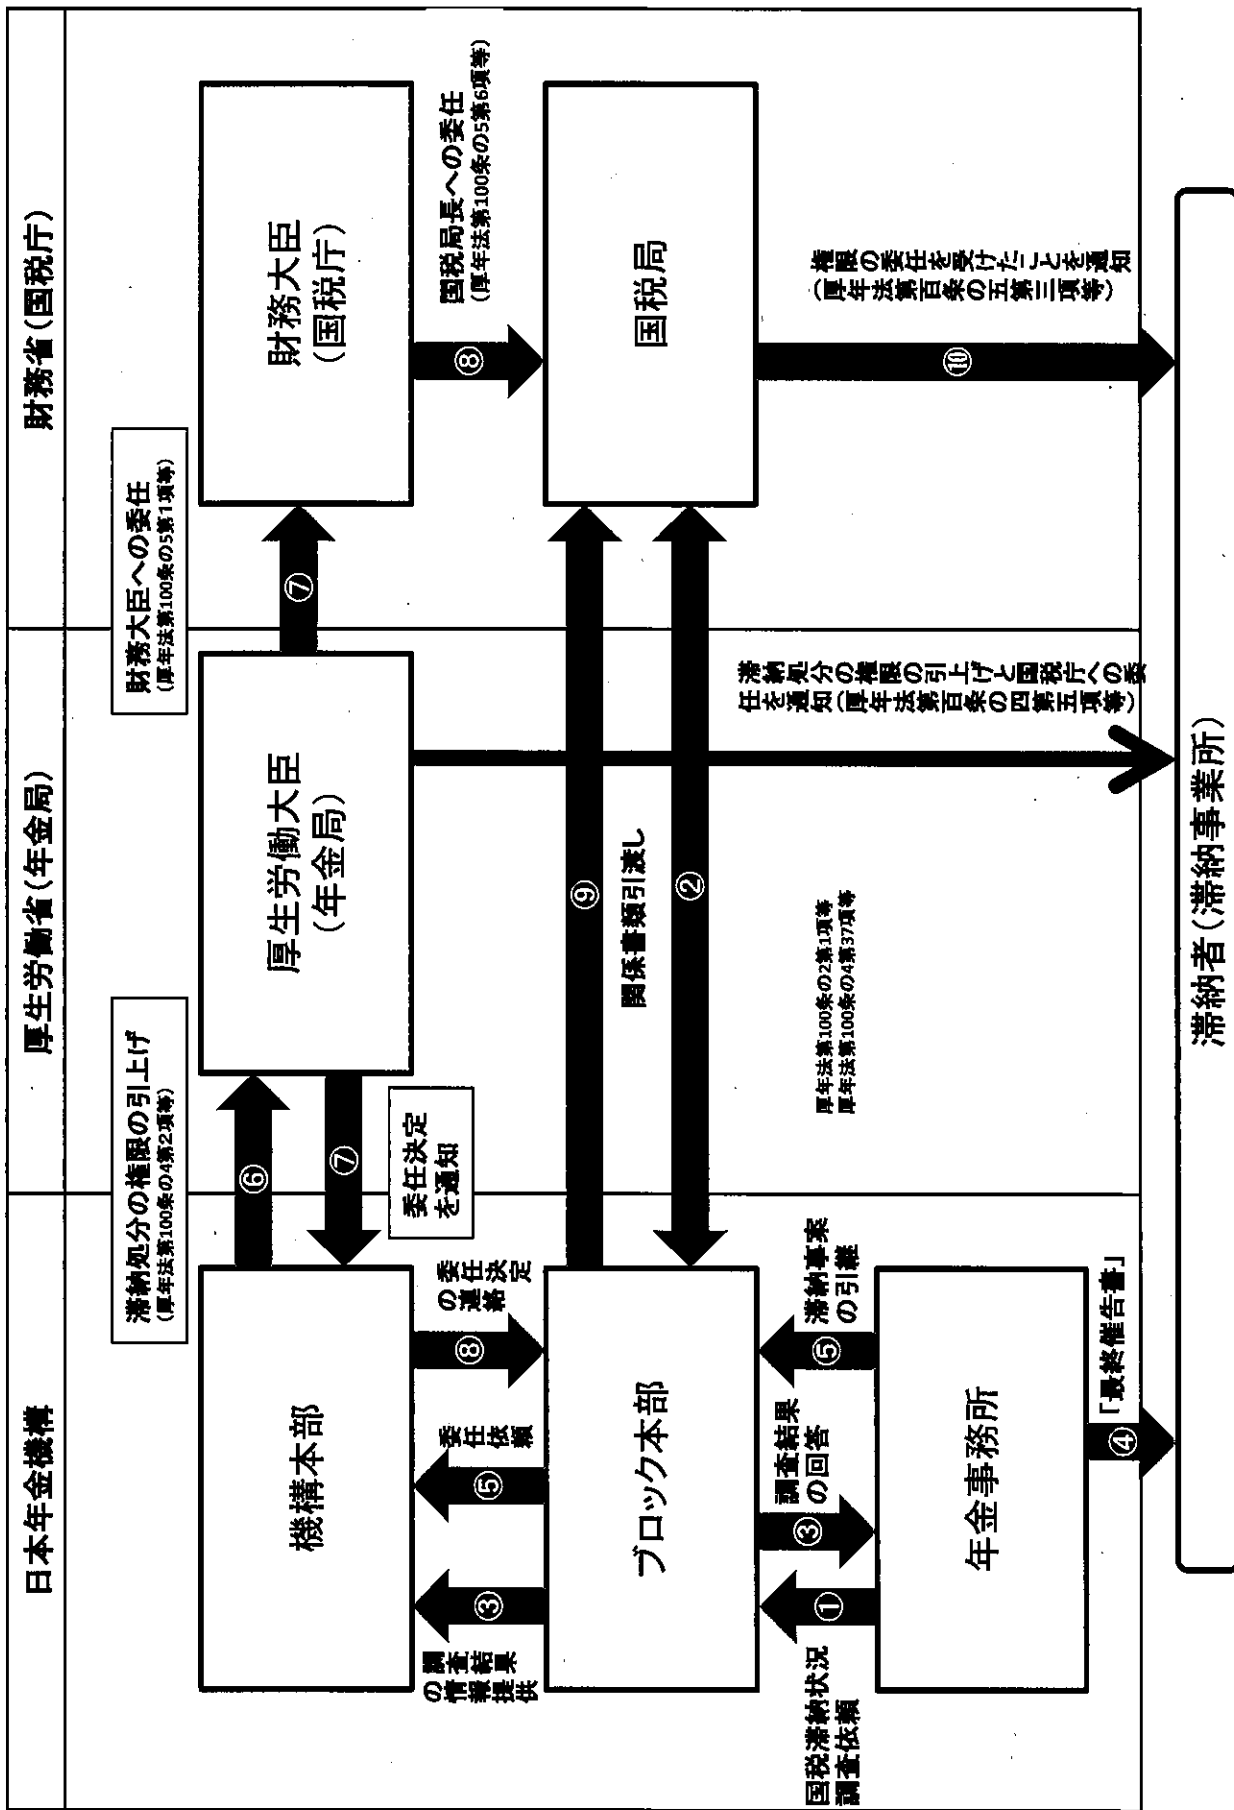 日本年金機構
厚生労働省(年金局)
財務省(国税庁)
滞納処分の権限の引上げ
(厚年法第100条の4第2項等)
財務大臣への委任
(厚年法第100条の5第1項等)
機構本部
⑥
⑦
厚生労働大臣
(年金局)
⑦
財務大臣
(国税庁)
委任決定
を通知
調査結果
の情報提供
③
委任
依頼
⑤
委任決定
の連絡
⑧
国税局長への委任
(厚年法第100条の5第6項等)
⑧
ブロック本部
⑨
関係書類引渡し
②
国税局
国税滞納状況
調査依頼
①
調査結果
の回答
③
滞納事案
の引継
⑤
厚年法第100条の2第1項等
厚年法第100条の4第37項等
滞納処分の権限の引上げと国税庁への委
任を通知(厚年法第百条の四第五項等)
権限の委任を受けたことを通知
(厚年法第百条の五第三項等)
⑩
年金事務所
④
「最終催告書」
滞納者(滞納事業所)